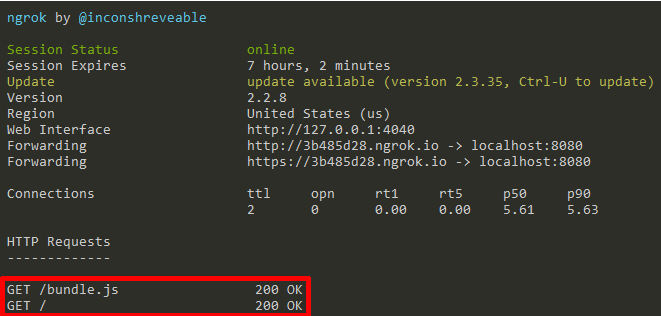 ngrok by @inconshreveable
Session Status online
Session Expires 7 hours, 2 minutes
Update update available (version 2.3.35, Ctrl-U to update)
Version 2.2.8
Region United States (us)
Web Interface http://127.0.0.1:4040
Forwarding http://3b485d28.ngrok.io -> localhost:8080
Forwarding https://3b485d28.ngrok.io -> localhost:8080
Connections ttl opn rt1 rt5 p50 p90
2 0 0.00 0.00 5.61 5.63
HTTP Requests
-------------
GET /bundle.js 200 OK
GET / 200 OK